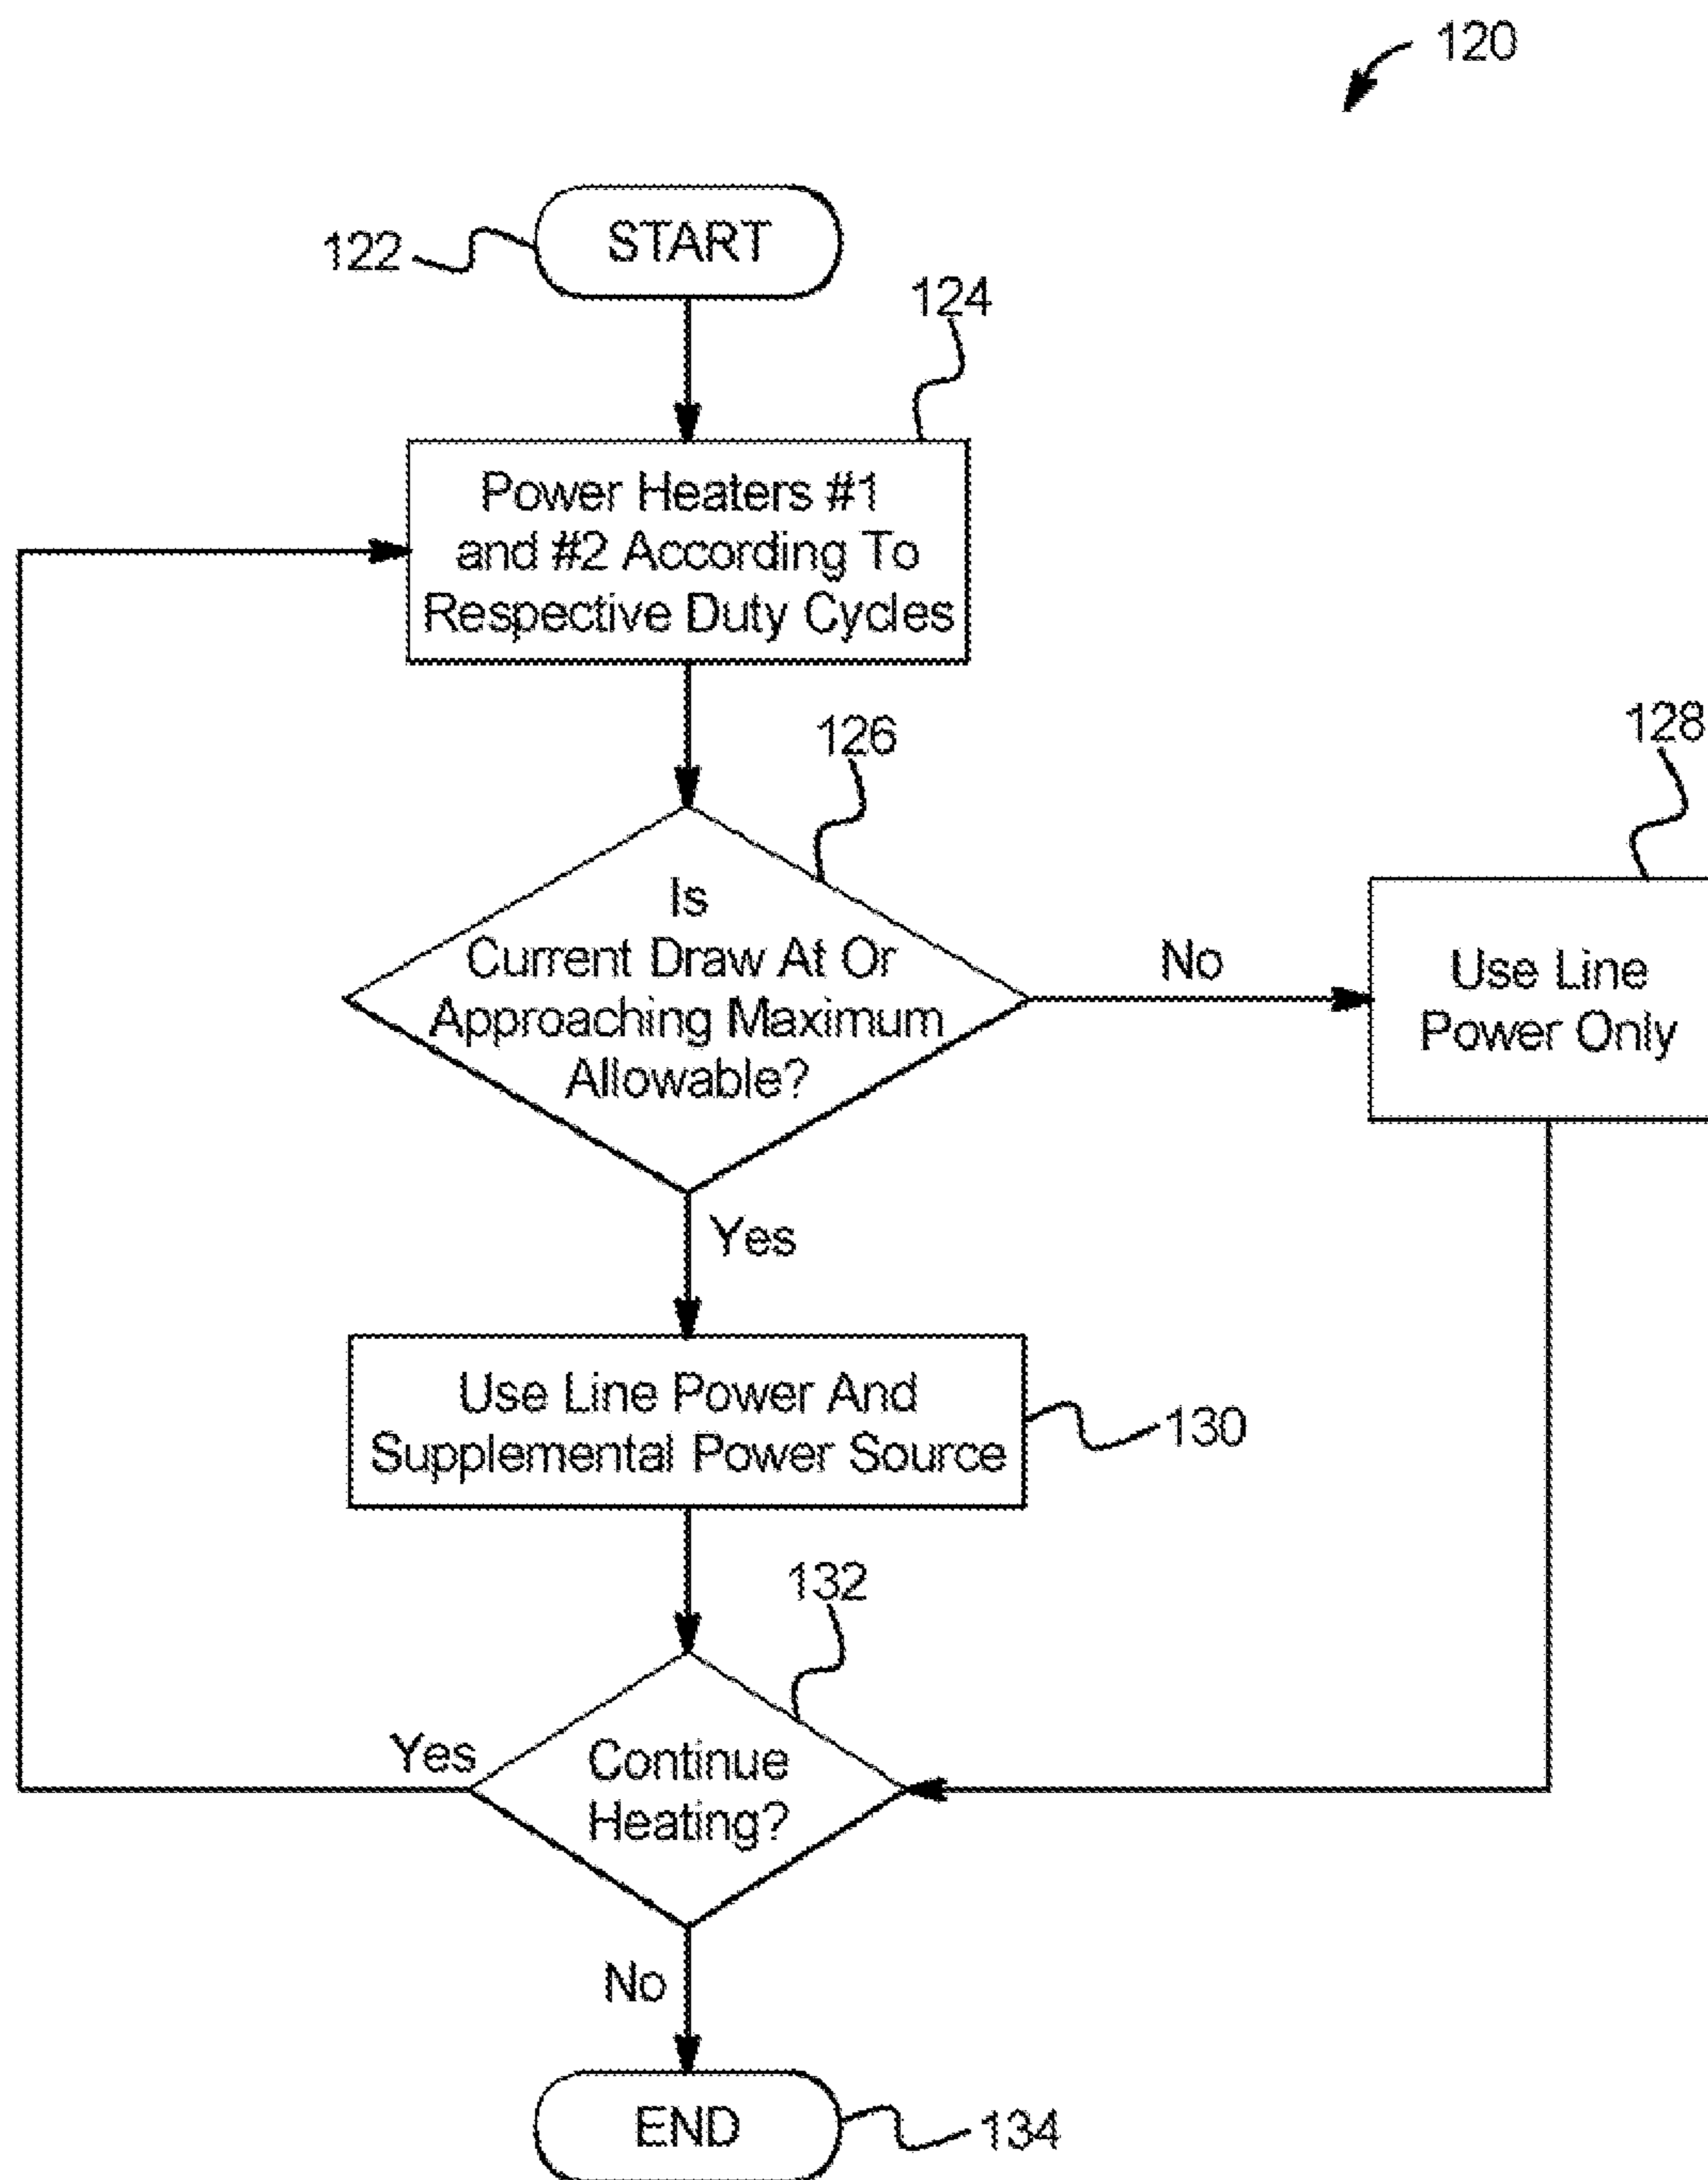 120
122
START
124
Power Heaters #1
and #2 According To
Respective Duty Cycles
126
Is
Current Draw At Or
Approaching Maximum
Allowable?
No
128
Use Line
Power Only
Yes
Use Line Power And
Supplemental Power Source
130
132
Yes
Continue
Heating?
No
END
134